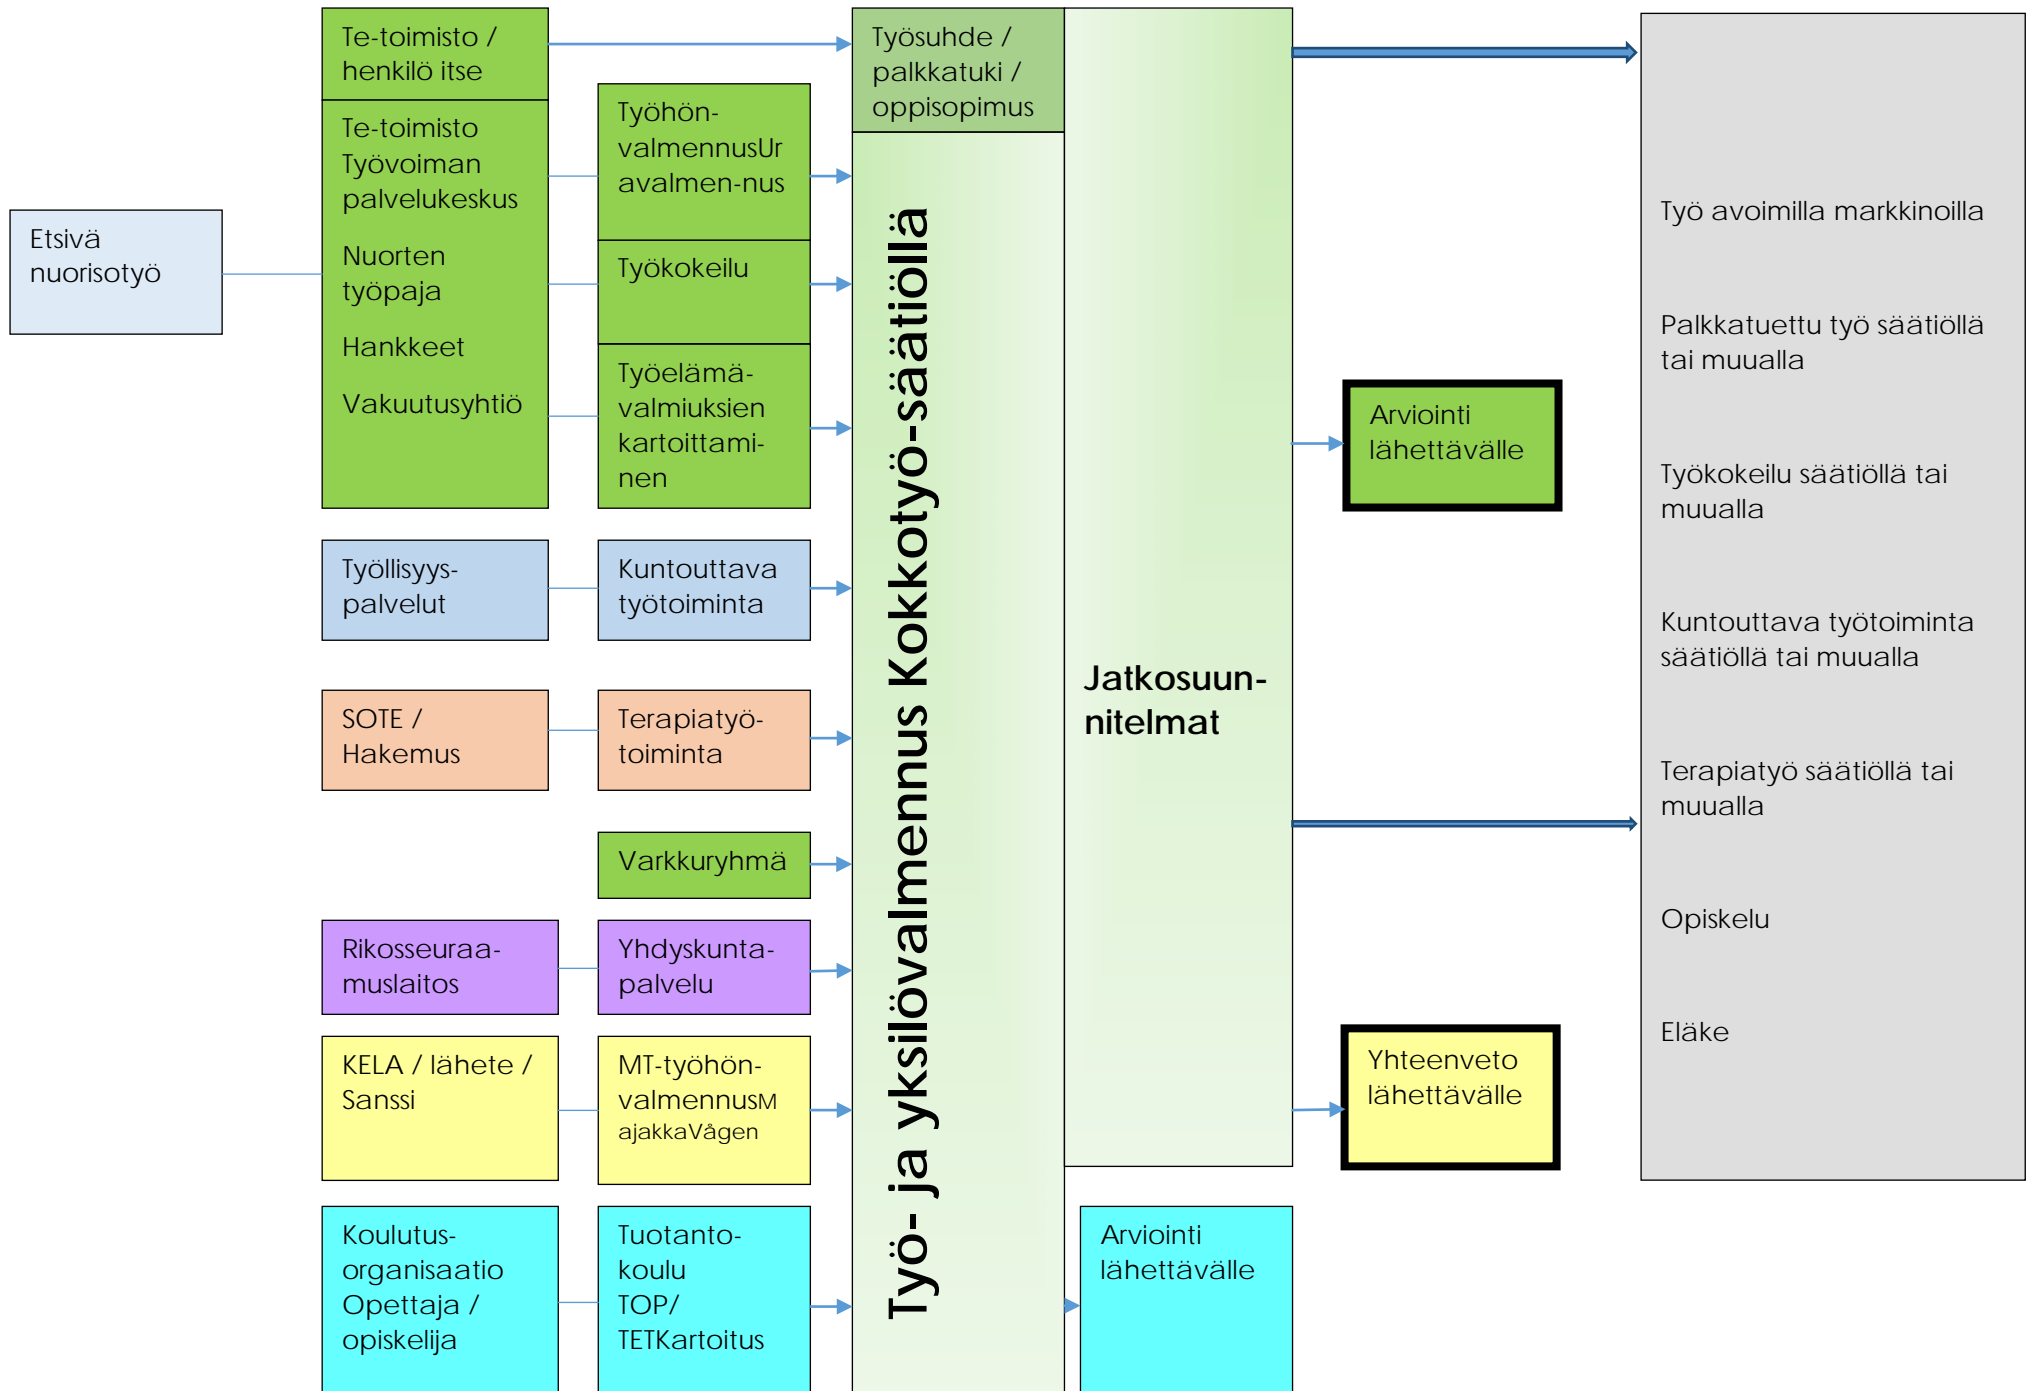 Etsivä
nuorisotyö
Te-toimisto /
henkilö itse
Te-toimisto
Työvoiman
palvelukeskus
Nuorten
työpaja
Hankkeet
Vakuutusyhtiö
Työllisyys-
palvelut
SOTE /
Hakemus
Rikosseuraa-
muslaitos
KELA / lähete /
Sanssi
Koulutus-
organisaatio
Opettaja /
opiskelija
Työhön-
valmennusUr
avalmen-nus
Työkokeilu
Työelämä-
valmiuksien
kartoittami-
nen
Kuntouttava
työtoiminta
Terapiatyö-
toiminta
Varkkuryhmä
Yhdyskunta-
palvelu
MT-työhön-
valmennusM
ajakkaVågen
Tuotanto-
koulu
TOP/
TETKartoitus
Työsuhde /
palkkatuki /
oppisopimus
Työ- ja yksilövalmennus Kokkotyö-säätiöllä
Jatkosuun-
nitelmat
Arviointi
lähettävälle
Arviointi
lähettävälle
Yhteenveto
lähettävälle
Työ avoimilla markkinoilla
Palkkatuettu työ säätiöllä
tai muualla
Työkokeilu säätiöllä tai
muualla
Kuntouttava työtoiminta
säätiöllä tai muualla
Terapiatyö säätiöllä tai
muualla
Opiskelu
Eläke